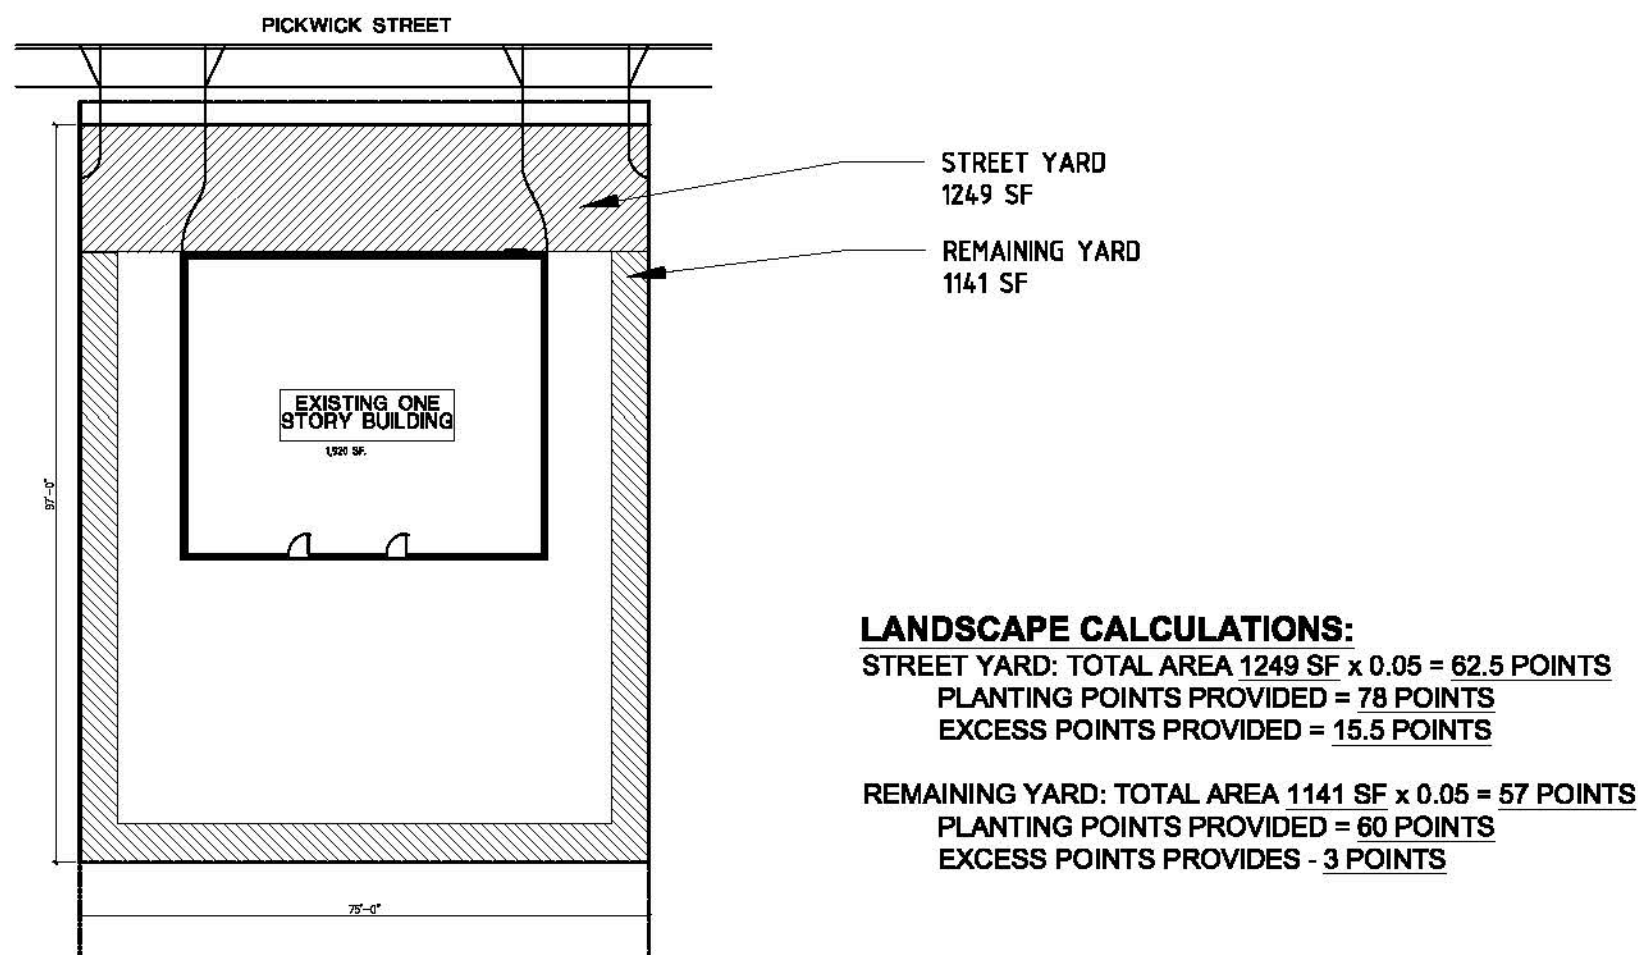 PICKWICK STREET
STREET YARD
1249 SF
REMAINING YARD
1141 SF
EXISTING ONE
STORY BUILDING
1,920 SF.
97'-0"
75'-0"
LANDSCAPE CALCULATIONS:
STREET YARD: TOTAL AREA 1249 SF x 0.05 = 62.5 POINTS
PLANTING POINTS PROVIDED = 78 POINTS
EXCESS POINTS PROVIDED = 15.5 POINTS
REMAINING YARD: TOTAL AREA 1141 SF x 0.05 = 57 POINTS
PLANTING POINTS PROVIDED = 60 POINTS
EXCESS POINTS PROVIDES - 3 POINTS